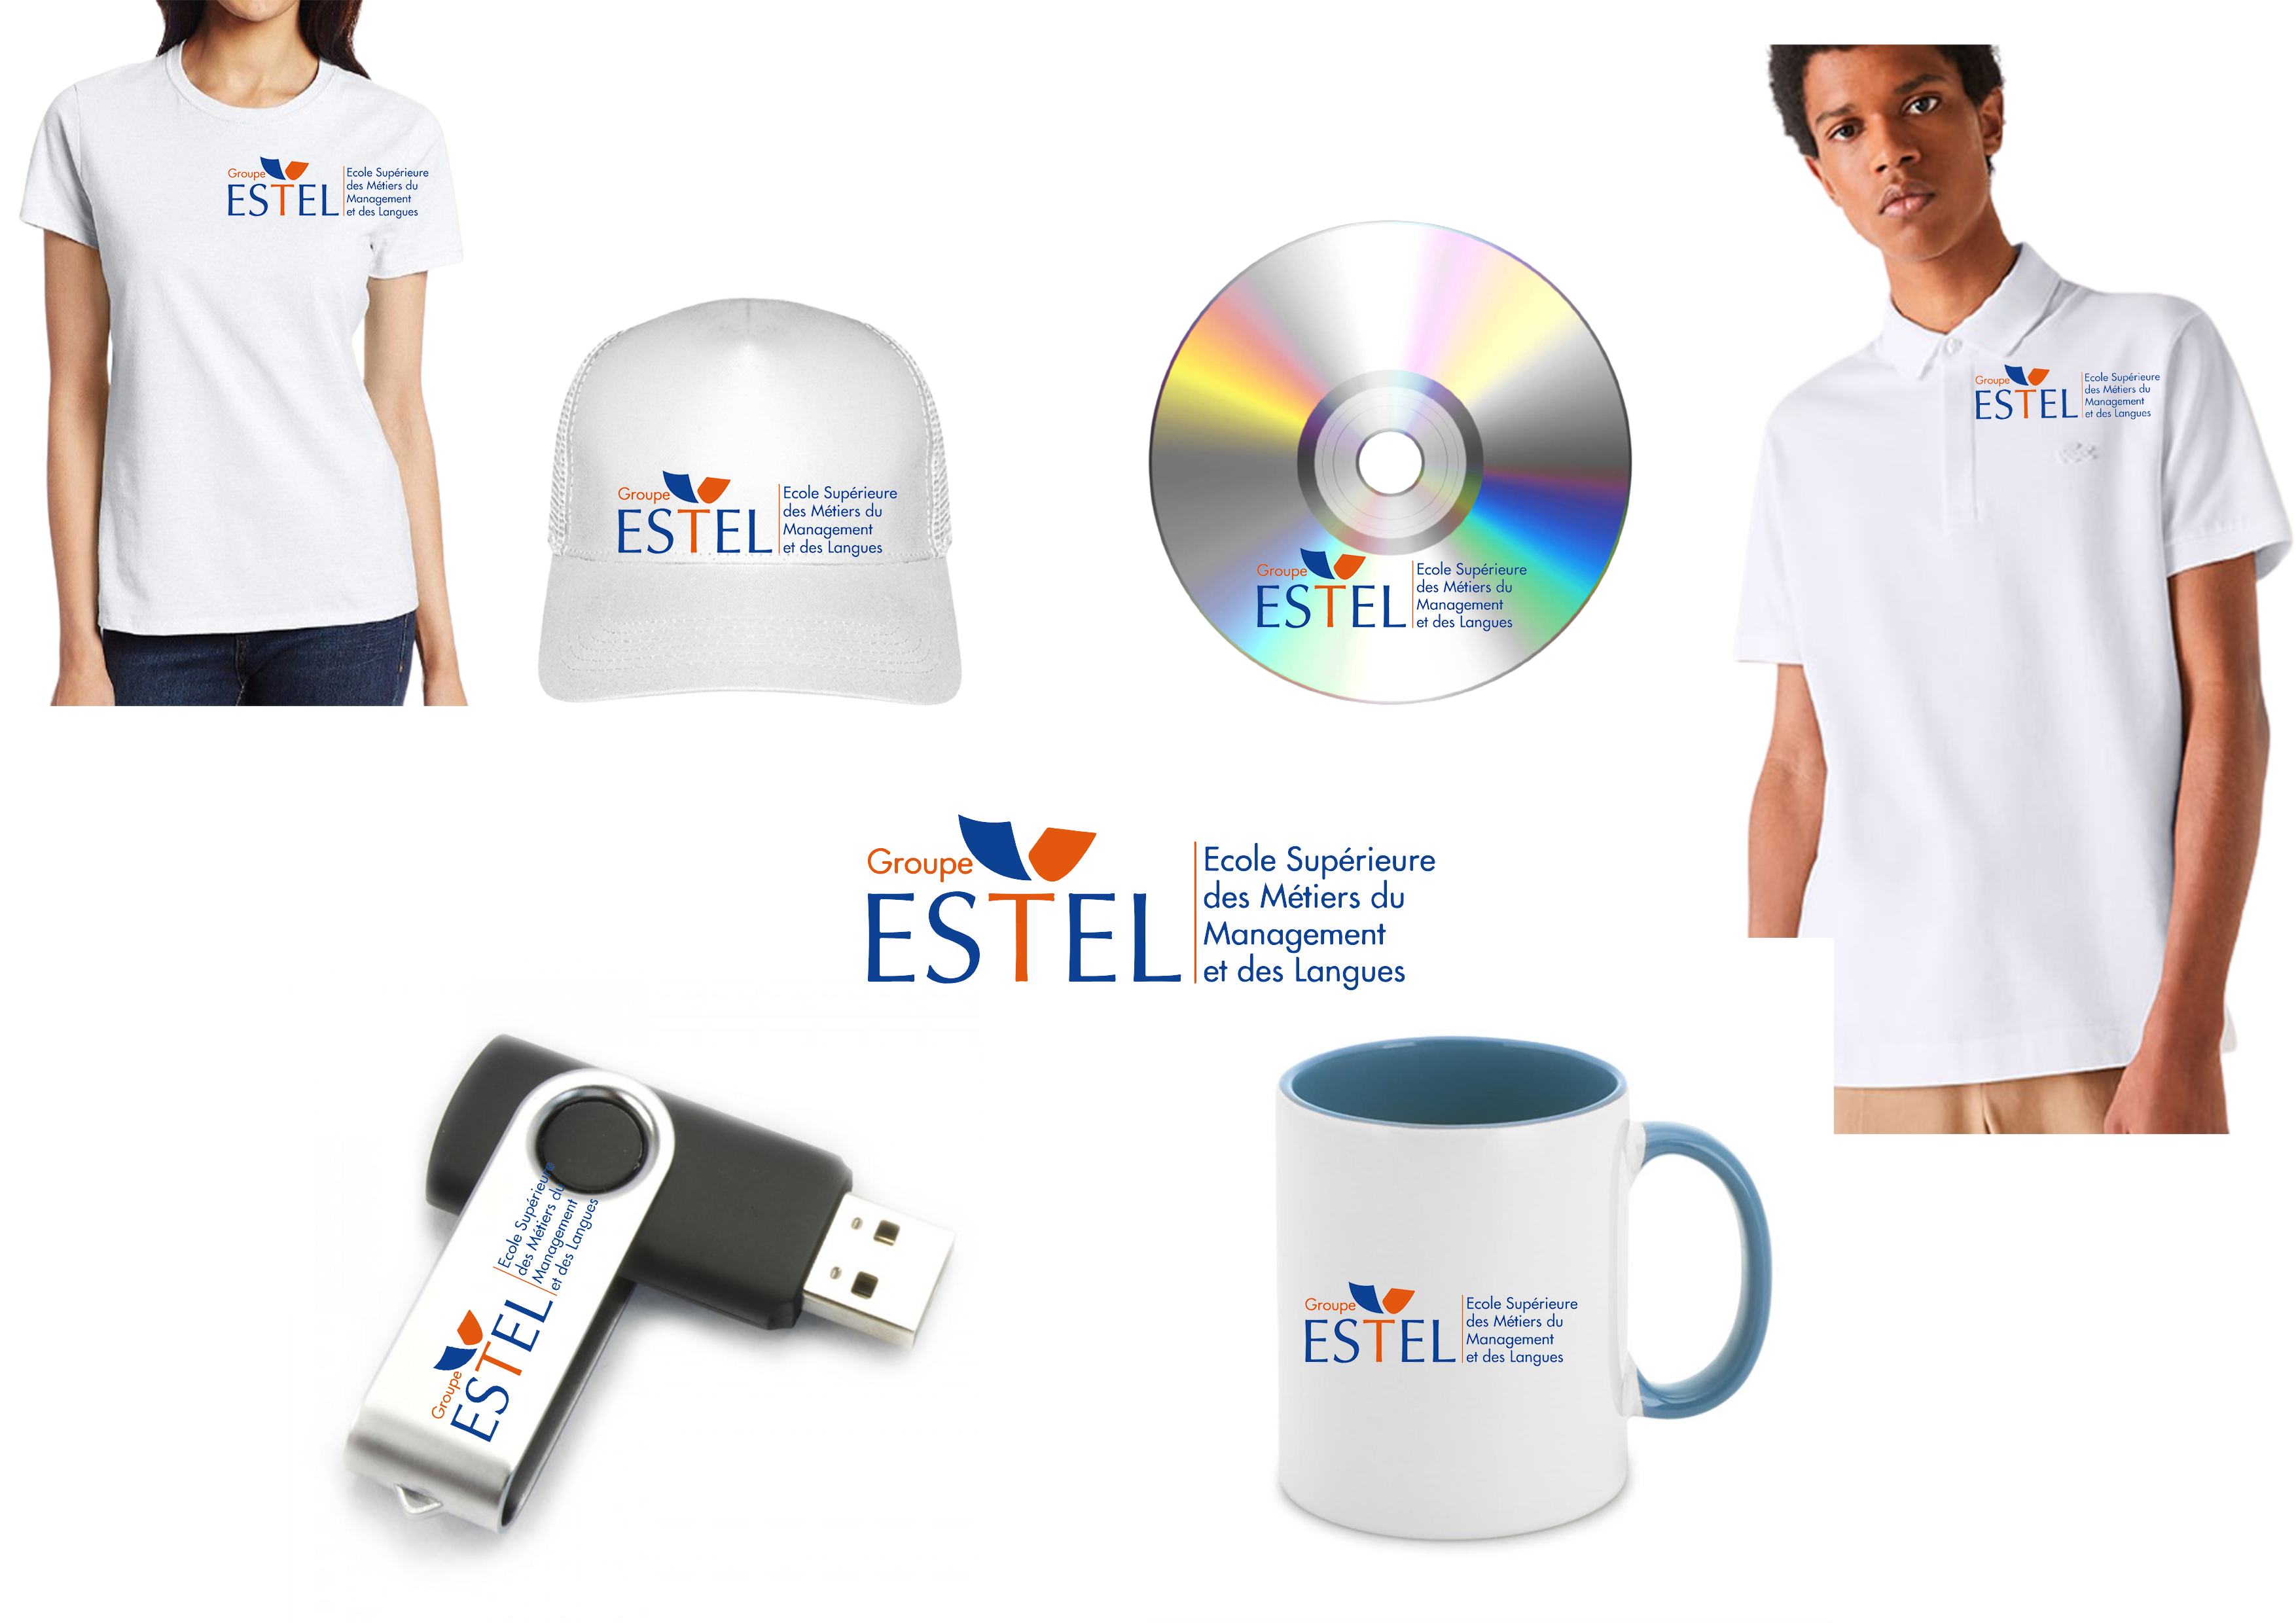 Groupe
ESTEL
Ecole Supérieure
des Métiers du
Management
et des Langues
Groupe
ESTEL
Ecole Supérieure
des Métiers du
Management
et des Langues
Groupe
ESTEL
Ecole Supérieure
des Métiers du
Management
et des Langues
Groupe
ESTEL
Ecole Supérieure
des Métiers du
Management
et des Langues
Groupe
ESTEL
Ecole Supérieure
des Métiers du
Management
et des Langues
Groupe
ESTEL
Ecole Supérieure
des Métiers du
Management
et des Langues
Groupe
ESTEL
Ecole Supérieure
des Métiers du
Management
et des Langues